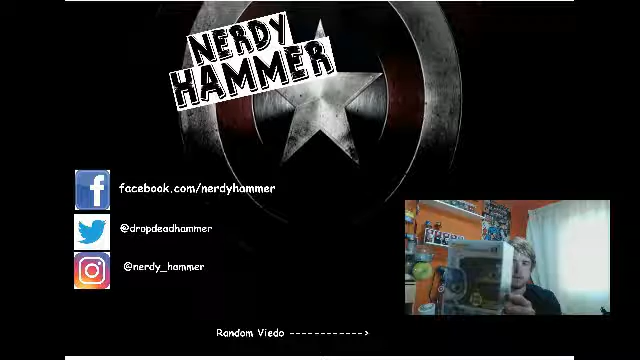 NERDY
HAMMER
facebook.com/nerdyhammer
@dropdeadhammer
@nerdy_hammer
Random Viedo ------------>